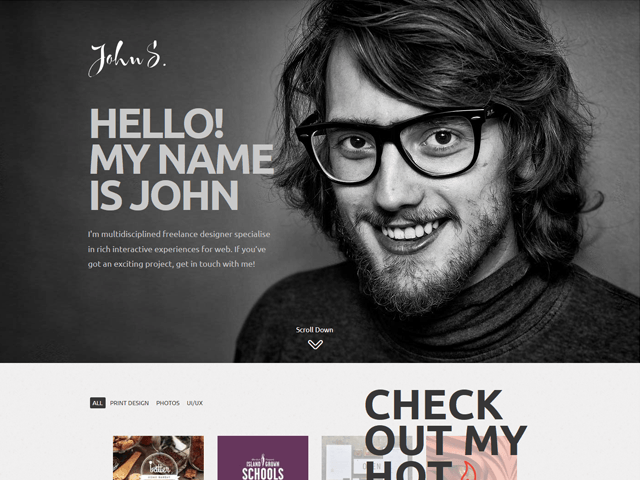 John S.
HELLO!
MY NAME
IS JOHN
I'm multidisciplined freelance designer specialise
in rich interactive experiences for web. If you've
got an exciting project, get in touch with me!
Scroll Down
ALL PRINT DESIGN PHOTOS UI/UX
CHECK
OUT MY
HOT
ISLAND GROWN
SCHOOLS